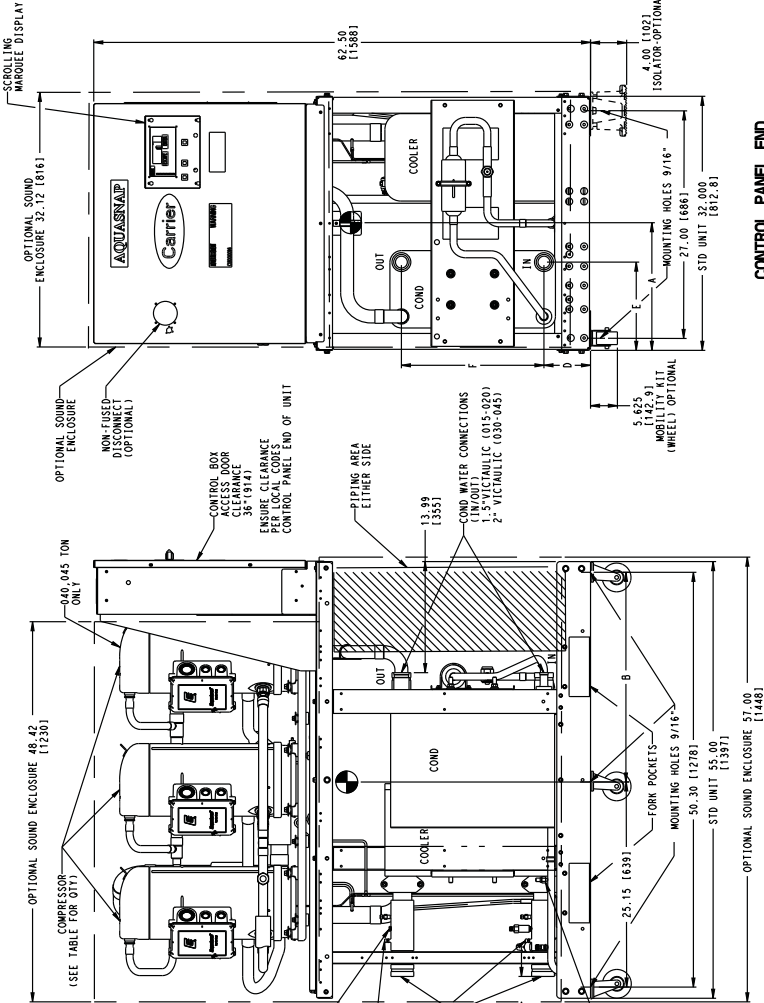 SCROLLING
MARQUEE DISPLAY
OPTIONAL SOUND
ENCLOSURE 32.12 [816]
62.50
[1588]
4.00 [102]
ISOLATOR-OPTIONAL
AQUASNAP
Carrier
WARNING
OPTIONAL SOUND
ENCLOSURE
NON-FUSED
DISCONNECT
(OPTIONAL)
COOLER
OUT
COND
IN
F
D
E
A
MOUNTING HOLES 9/16"
27.00 [686]
STD UNIT 32.000
[812.8]
5.625
[142.9]
MOBILITY KIT
(WHEEL) OPTIONAL
CONTROL PANEL END
OPTIONAL SOUND ENCLOSURE 48.42
[1230]
040,045 TON
ONLY
COMPRESSOR
(SEE TABLE FOR QTY)
CONTROL BOX
ACCESS DOOR
CLEARANCE
36"(914)
ENSURE CLEARANCE
PER LOCAL CODES
CONTROL PANEL END OF UNIT
PIPING AREA
EITHER SIDE
13.99
[355]
COND WATER CONNECTIONS
(IN/OUT)
1.5"VICTAULIC (015-020)
2" VICTAULIC (030-045)
OUT
IN
COND
COOLER
B
FORK POCKETS
MOUNTING HOLES 9/16"
25.15 [639]
50.30 [1278]
STD UNIT 55.00
[1397]
OPTIONAL SOUND ENCLOSURE 57.00
[1448]